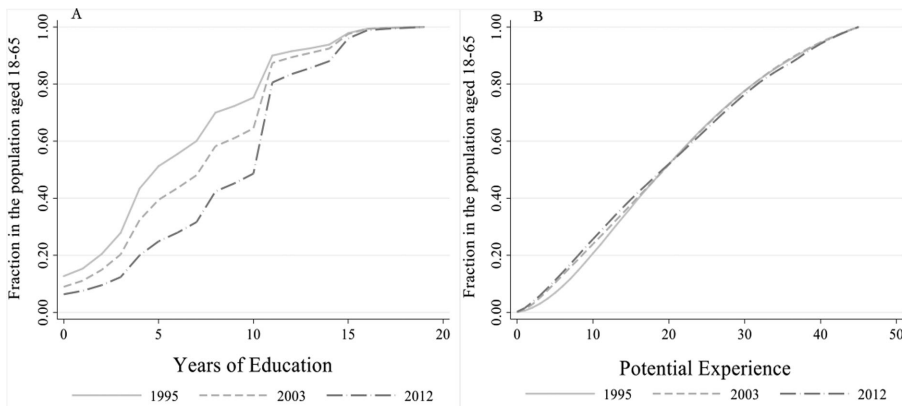 A
Fraction in the population aged 18-65
1.00
0.80
0.60
0.40
0.20
0.00
0 5 10 15 20
Years of Education
1995 2003 2012
B
Fraction in the population aged 18-65
1.00
0.80
0.60
0.40
0.20
0.00
0 10 20 30 40 50
Potential Experience
1995 2003 2012